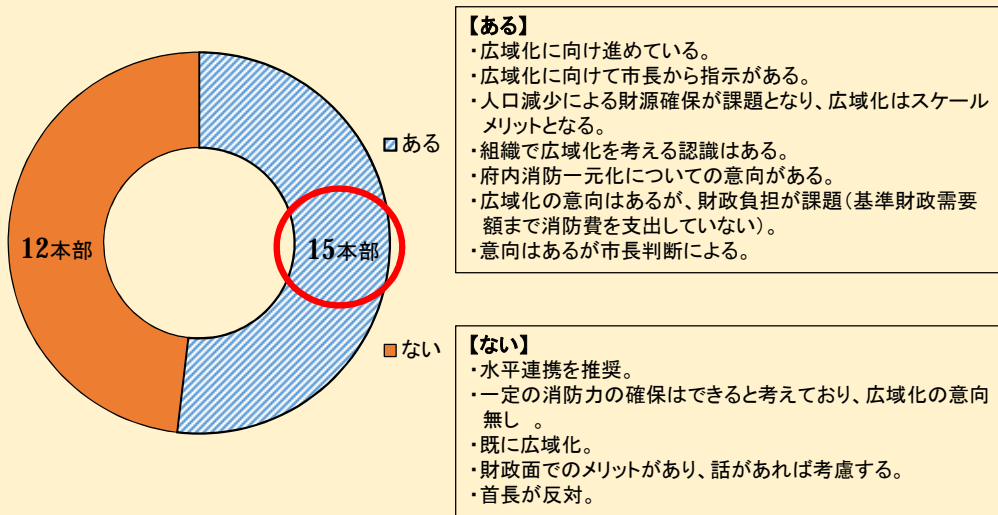 12本部
15本部
ある
ない
【ある】
・広域化に向け進めている。
・広域化に向けて市長から指示がある。
・人口減少による財源確保が課題となり、広域化はスケール
メリットとなる。
・組織で広域化を考える認識はある。
・府内消防一元化についての意向がある。
・広域化の意向はあるが、財政負担が課題(基準財政需要
額まで消防費を支出していない)。
・意向はあるが市長判断による。
【ない】
・水平連携を推奨。
・一定の消防力の確保はできると考えており、広域化の意向
無し 。
・既に広域化。
・財政面でのメリットがあり、話があれば考慮する。
・首長が反対。